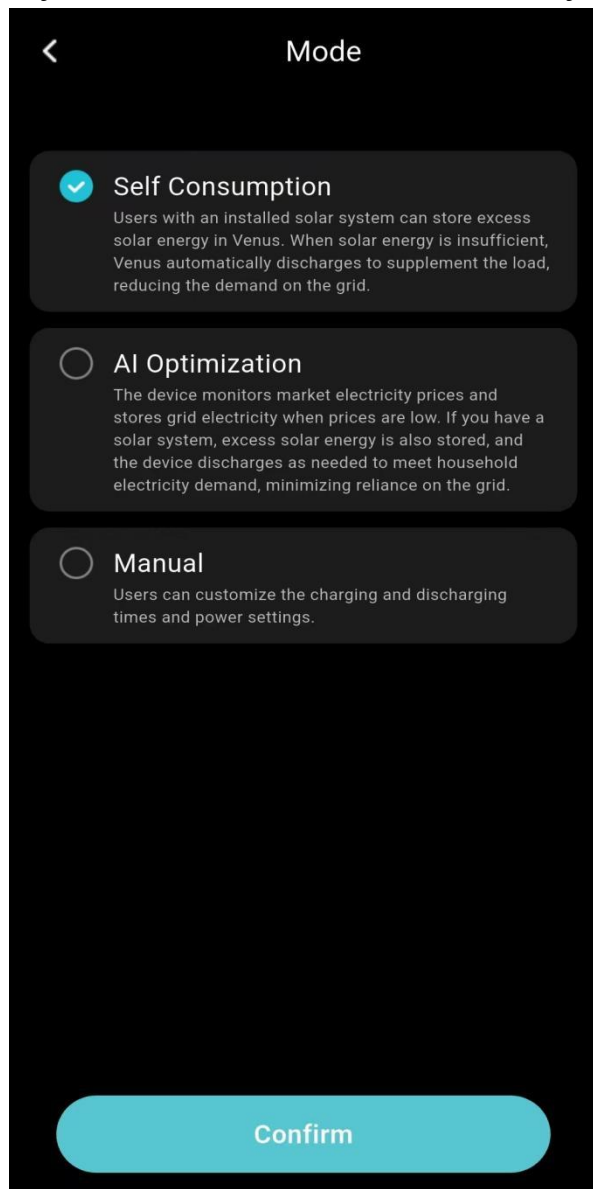 Mode
Self Consumption
Users with an installed solar system can store excess
solar energy in Venus. When solar energy is insufficient,
Venus automatically discharges to supplement the load,
reducing the demand on the grid.
AI Optimization
The device monitors market electricity prices and
stores grid electricity when prices are low. If you have a
solar system, excess solar energy is also stored, and
the device discharges as needed to meet household
electricity demand, minimizing reliance on the grid.
Manual
Users can customize the charging and discharging
times and power settings.
Confirm